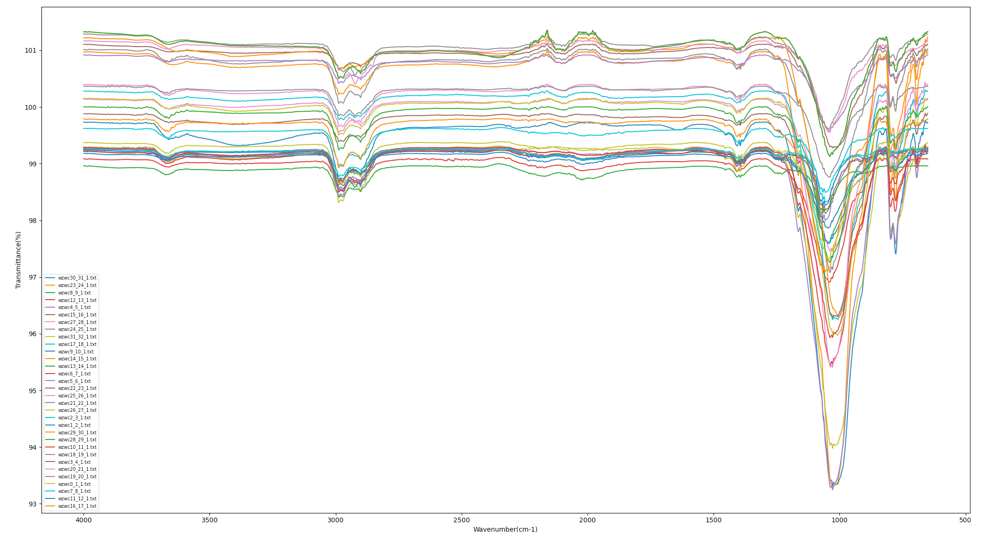 101
100
99
98
97
96
95
94
93
Transmittance(%)
wzwc30_31_1.txt
wzwc23_24_1.txt
wzwc8_9_1.txt
wzwc12_13_1.txt
wzwc4_5_1.txt
wzwc15_16_1.txt
wzwc27_28_1.txt
wzwc24_25_1.txt
wzwc31_32_1.txt
wzwc17_18_1.txt
wzwc9_10_1.txt
wzwc14_15_1.txt
wzwc13_14_1.txt
wzwc6_7_1.txt
wzwc5_6_1.txt
wzwc22_23_1.txt
wzwc25_26_1.txt
wzwc21_22_1.txt
wzwc26_27_1.txt
wzwc2_3_1.txt
wzwc1_2_1.txt
wzwc29_30_1.txt
wzwc28_29_1.txt
wzwc10_11_1.txt
wzwc18_19_1.txt
wzwc3_4_1.txt
wzwc20_21_1.txt
wzwc19_20_1.txt
wzwc0_1_1.txt
wzwc7_8_1.txt
wzwc11_12_1.txt
wzwc16_17_1.txt
4000
3500
3000
2500
2000
1500
1000
500
Wavenumber(cm-1)